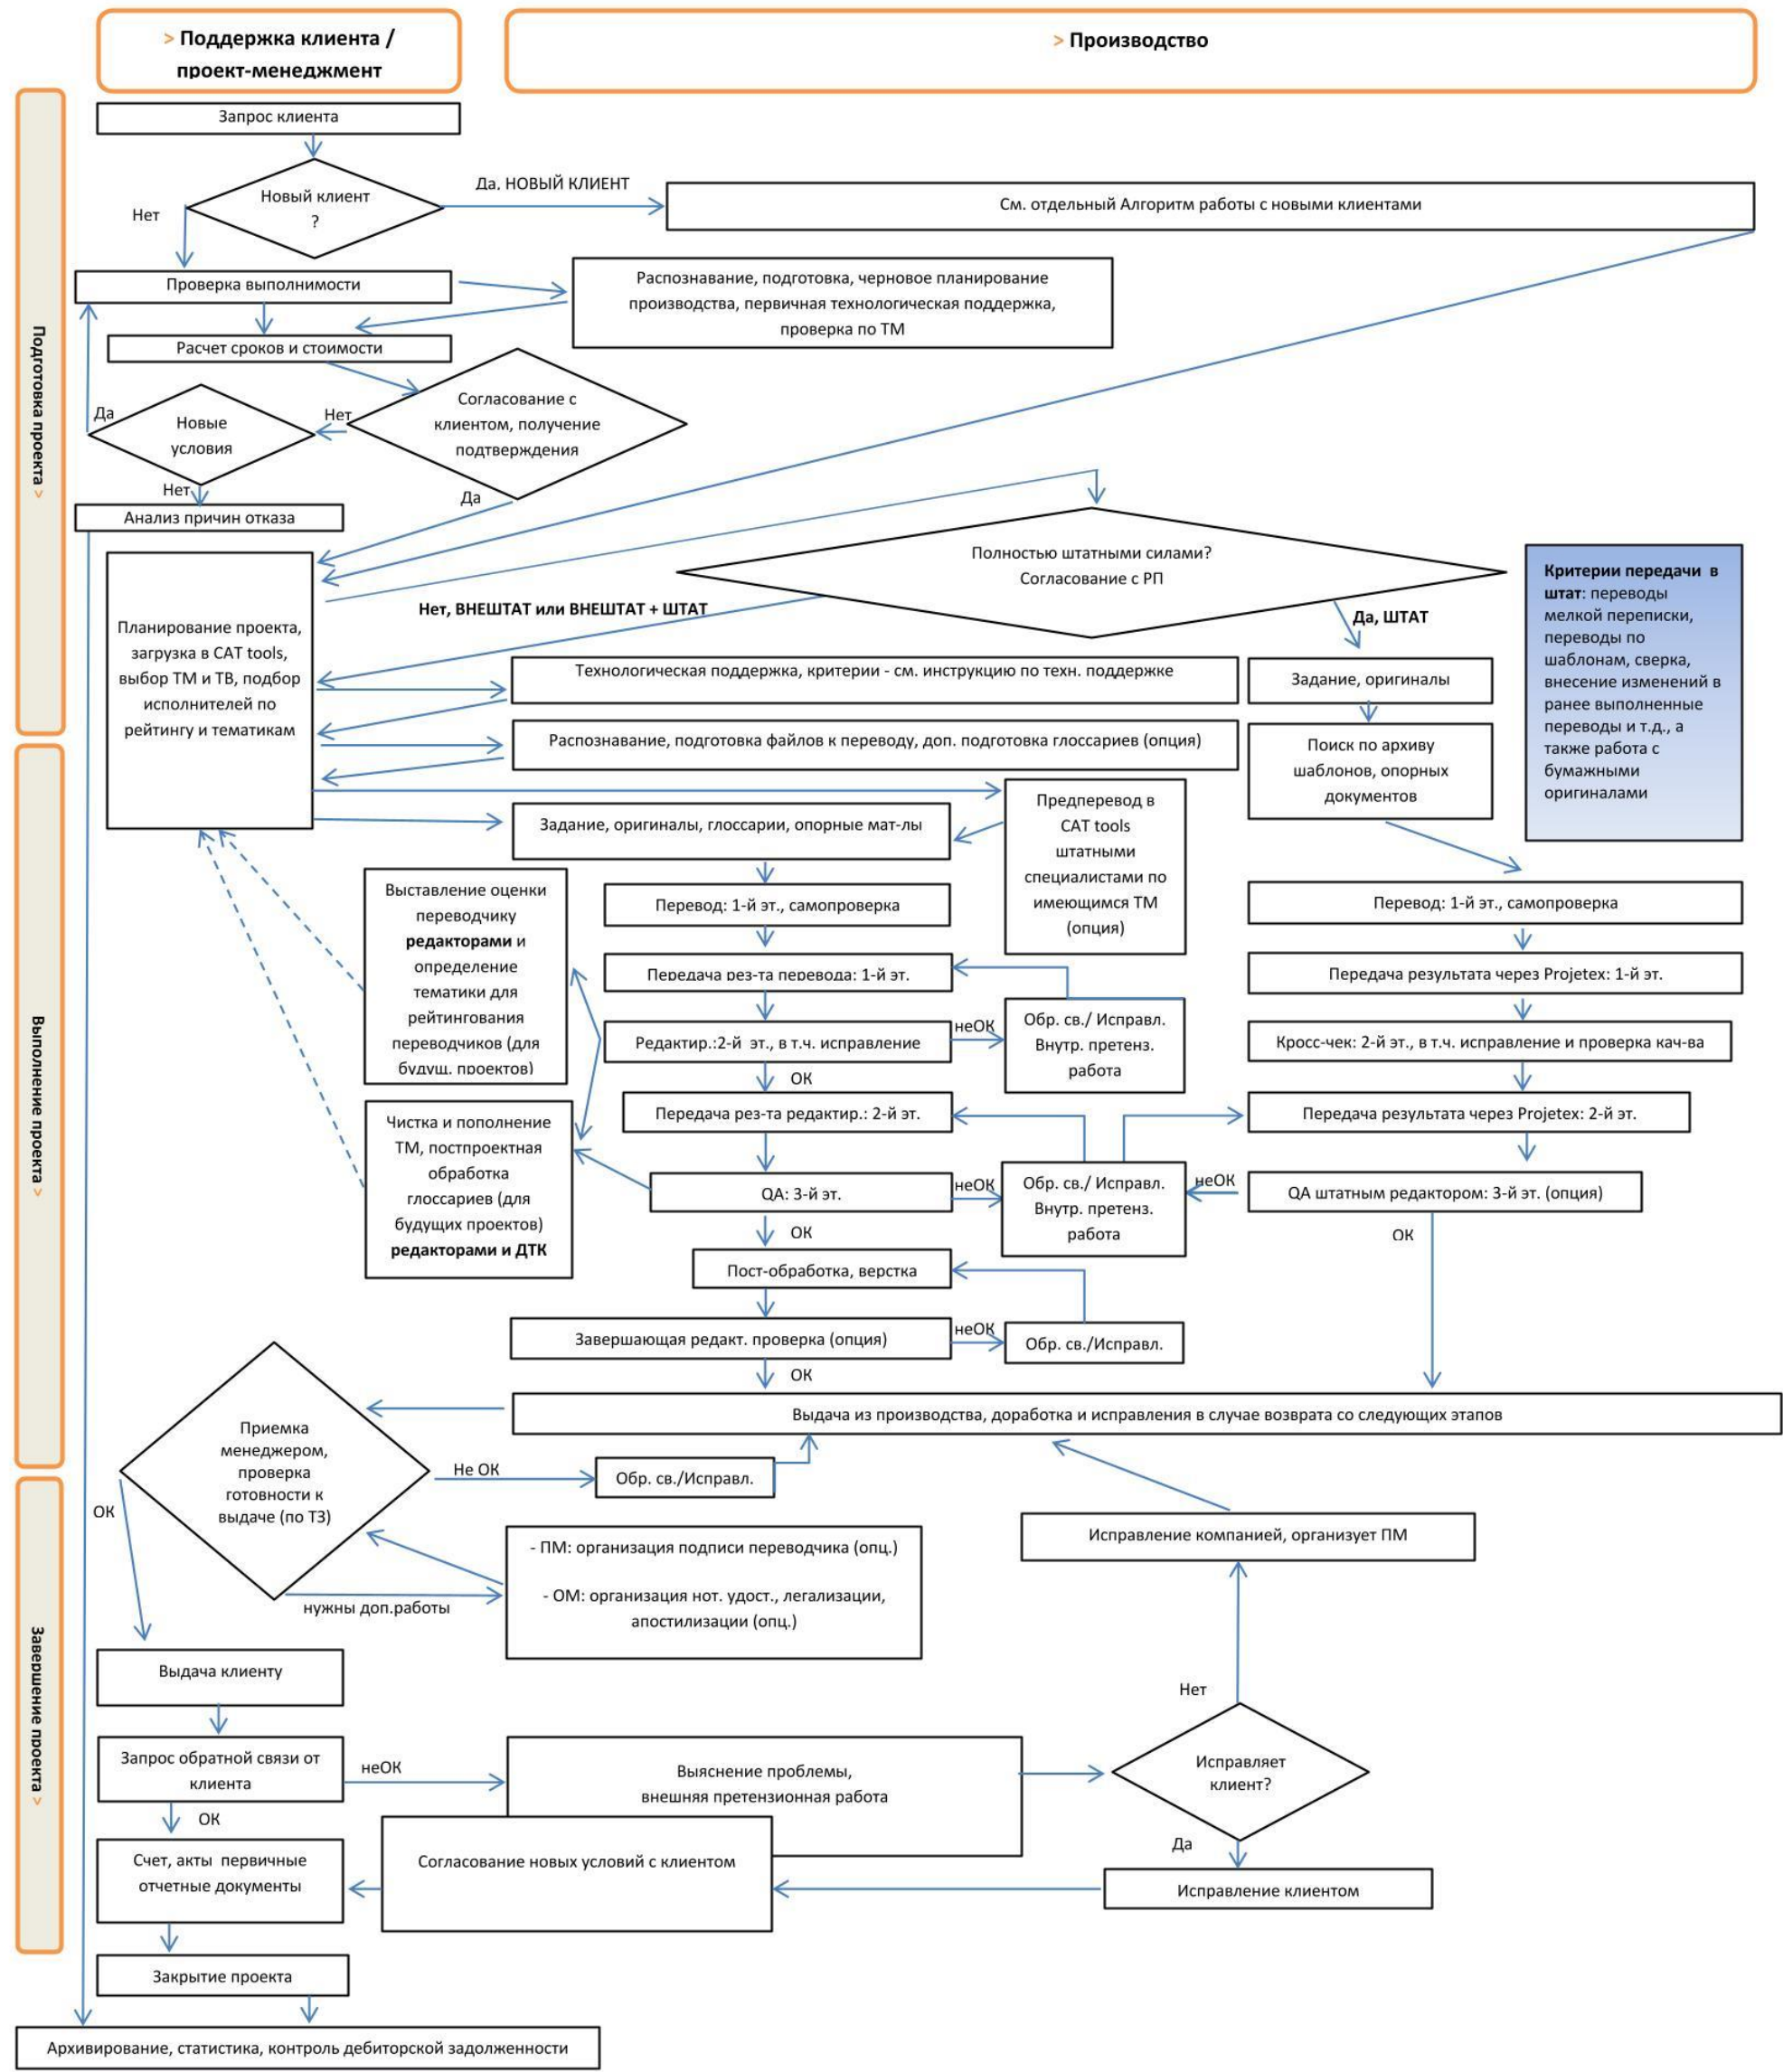 > Поддержка клиента /
проект-менеджмент
> Производство
Подготовка проекта >
Запрос клиента
Новый клиент
?
Да, НОВЫЙ КЛИЕНТ
Нет
См. отдельный Алгоритм работы с новыми клиентами
Проверка выполнимости
Распознавание, подготовка, черновое планирование
производства, первичная технологическая поддержка,
проверка по ТМ
Расчет сроков и стоимости
Согласование с
клиентом, получение
подтверждения
Нет
Да
Новые
условия
Да
Нет
Анализ причин отказа
Полностью штатными силами?
Согласование с РП
Нет, ВНЕШТАТ или ВНЕШТАТ + ШТАТ
Да, ШТАТ
Критерии передачи в
штат: переводы
мелкой переписки,
переводы по
шаблонам, сверка,
внесение изменений в
ранее выполненные
переводы и т.д., а
также работа с
бумажными
оригиналами
Планирование проекта,
загрузка в CAT tools,
выбор ТМ и ТВ, подбор
исполнителей по
рейтингу и тематикам
Технологическая поддержка, критерии - см. инструкцию по техн. поддержке
Задание, оригиналы
Распознавание, подготовка файлов к переводу, доп. подготовка глоссариев (опция)
Поиск по архиву
шаблонов, опорных
документов
Выполнение проекта >
Задание, оригиналы, глоссарии, опорные мат-лы
Предперевод в
CAT tools
штатными
специалистами по
имеющимся ТМ
(опция)
Выставление оценки
переводчику
редакторами и
определение
тематики для
рейтингования
переводчиков (для
будущ. проектов)
Перевод: 1-й эт., самопроверка
Перевод: 1-й эт., самопроверка
Передача рез-та перевода: 1-й эт.
Передача результата через Projetex: 1-й эт.
Редактир.:2-й эт., в т.ч. исправление
неОК
Обр. св./ Исправл.
Внутр. претенз.
работа
Кросс-чек: 2-й эт., в т.ч. исправление и проверка кач-ва
ОК
Чистка и пополнение
ТМ, постпроектная
обработка
глоссариев (для
будущих проектов)
редакторами и ДТК
Передача рез-та редактир.: 2-й эт.
Передача результата через Projetex: 2-й эт.
QA: 3-й эт.
неОК
Обр. св./ Исправл.
Внутр. претенз.
работа
неОК
QA штатным редактором: 3-й эт. (опция)
ОК
ОК
Пост-обработка, верстка
Завершающая редакт. проверка (опция)
неОК
Обр. св./Исправл.
ОК
Выдача из производства, доработка и исправления в случае возврата со следующих этапов
Приемка
менеджером,
проверка
готовности к
выдаче (по ТЗ)
Не ОК
Обр. св./Исправл.
ОК
Завершение проекта >
нужны доп.работы
- ПМ: организация подписи переводчика (опц.)
- ОМ: организация нот. удост., легализации,
апостилизации (опц.)
Исправление компанией, организует ПМ
Выдача клиенту
Нет
Запрос обратной связи от
клиента
неОК
Выяснение проблемы,
внешняя претензионная работа
Исправляет
клиент?
ОК
Да
Счет, акты первичные
отчетные документы
Согласование новых условий с клиентом
Исправление клиентом
Закрытие проекта
Архивирование, статистика, контроль дебиторской задолженности